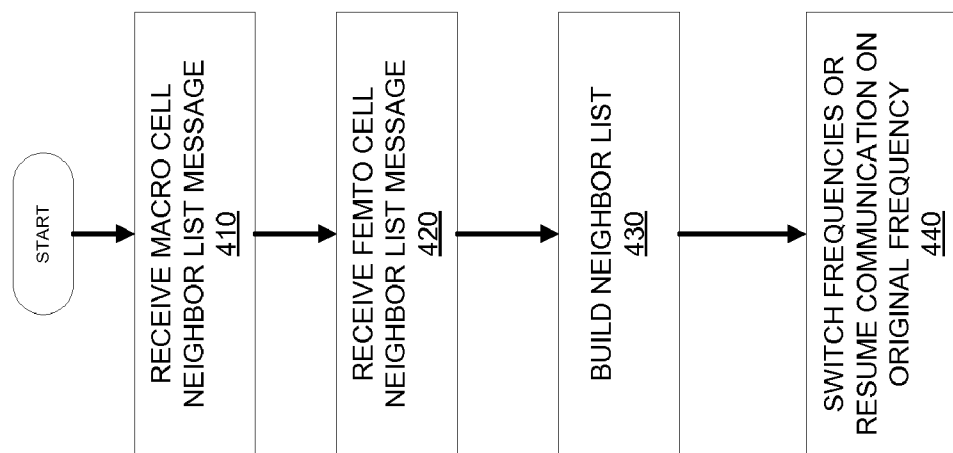 START
RECEIVE MACRO CELL
NEIGHBOR LIST MESSAGE
410
RECEIVE FEMTO CELL
NEIGHBOR LIST MESSAGE
420
BUILD NEIGHBOR LIST
430
SWITCH FREQUENCIES OR
RESUME COMMUNICATION ON
ORIGINAL FREQUENCY
440